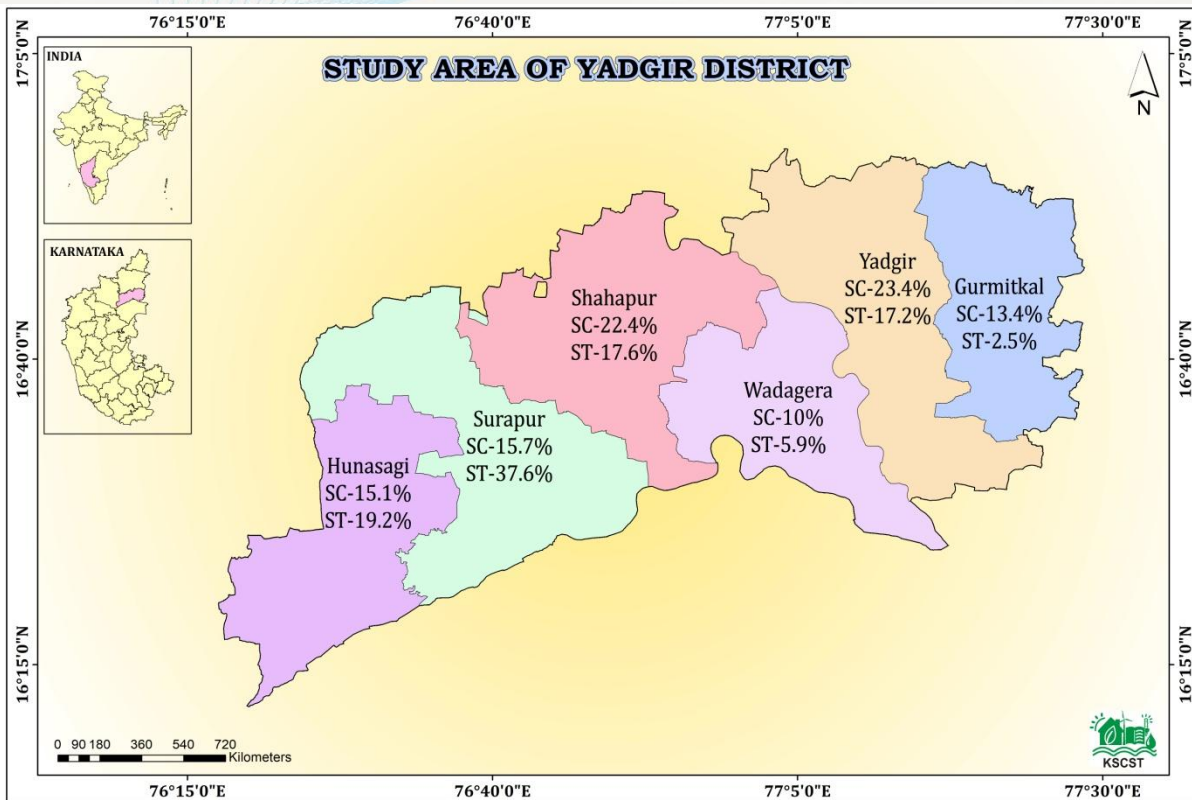 76°15'0"E 76°40'0"E 77°5'0"E 77°30'0"E
17°5'0"N 17°5'0"N
INDIA
STUDY AREA OF YADGIR DISTRICT
N
KARNATAKA
Yadgir
SC-23.4%
ST-17.2%
Gurmitkal
SC-13.4%
ST-2.5%
Shahapur
SC-22.4%
ST-17.6%
16°40'0"N 16°40'0"N
Wadagera
SC-10%
ST-5.9%
Surapur
SC-15.7%
ST-37.6%
Hunasagi
SC-15.1%
ST-19.2%
16°15'0"N 16°15'0"N
0 90 180 360 540 720
Kilometers
KSCST
76°15'0"E 76°40'0"E 77°5'0"E 77°30'0"E